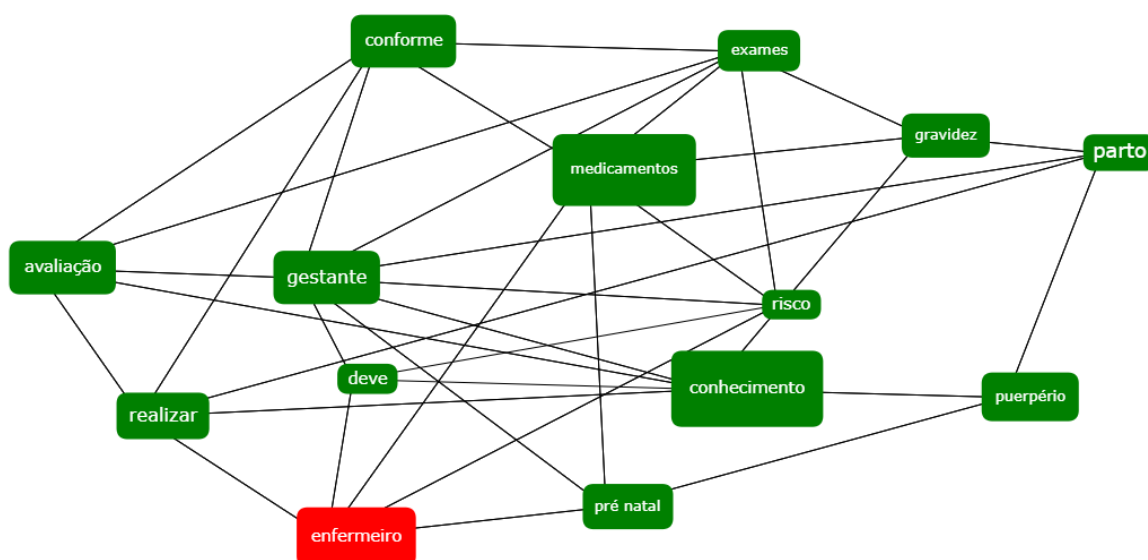 conforme
exames
gravidez
parto
medicamentos
avaliação
gestante
risco
deve
conhecimento
puerpério
realizar
pré natal
enfermeiro